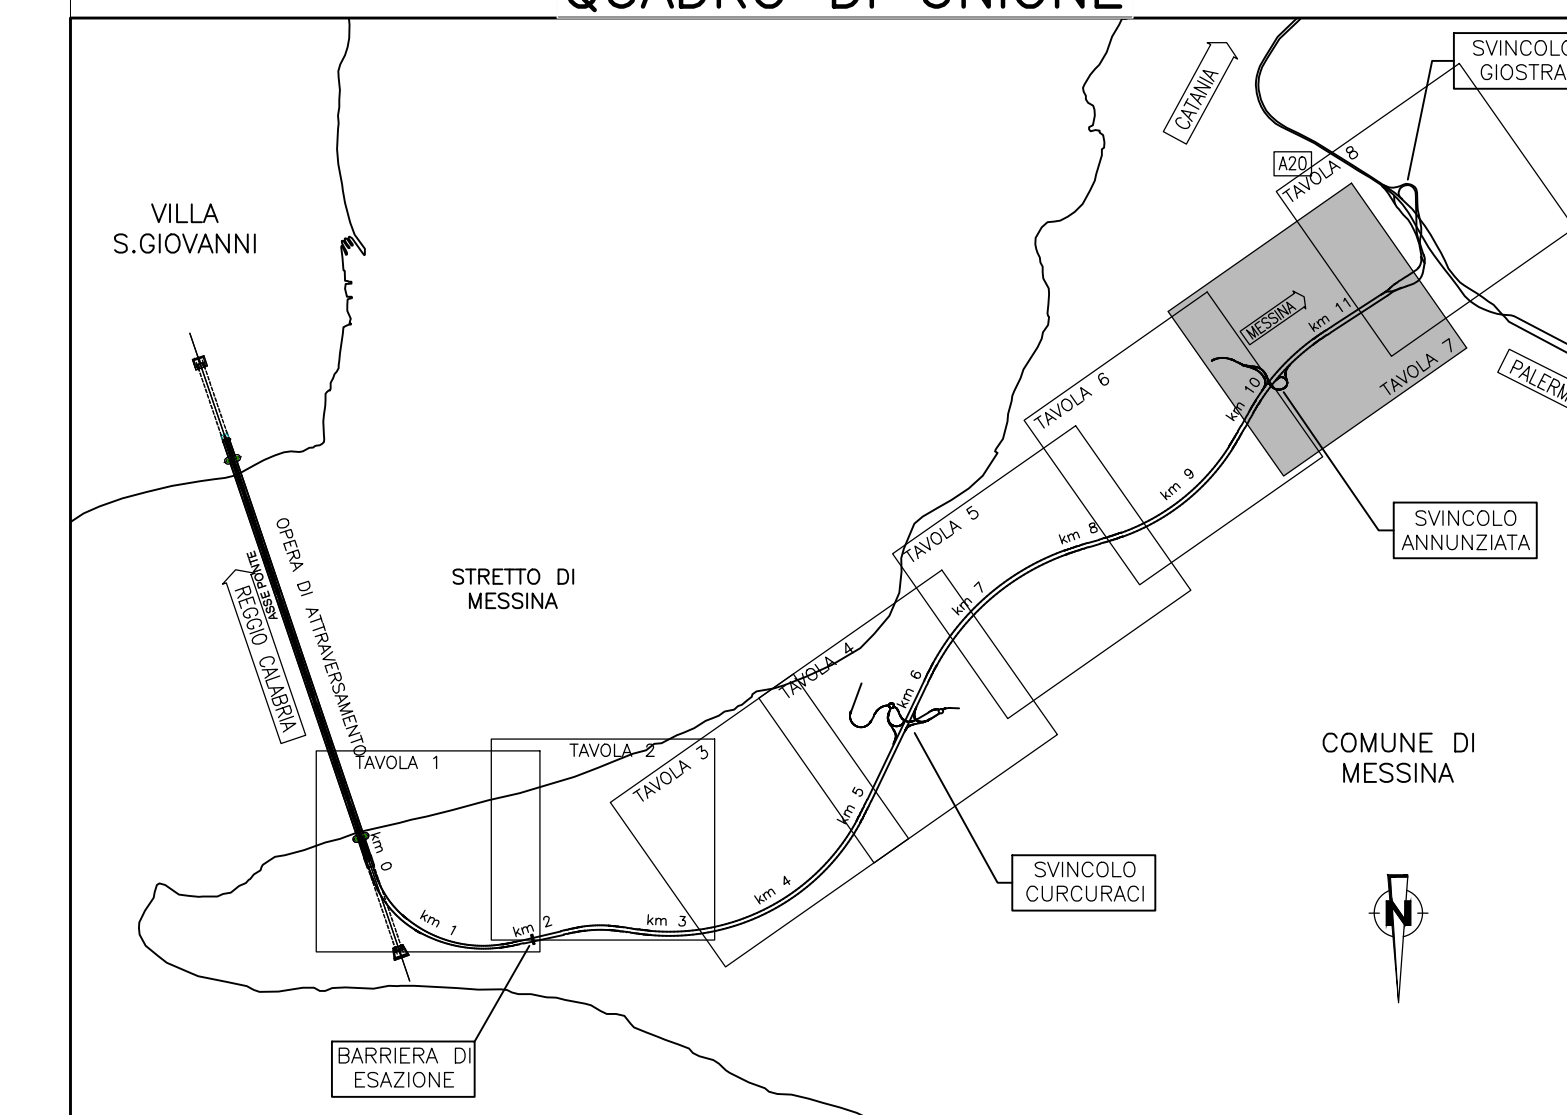 QUADRO DI UNIONE
SVINCOLO
GIOSTRA
CATANIA
A20
TAVOLA 8
VILLA
S.GIOVANNI
MESSINA
km 11
TAVOLA 7
PALERM
km 10
TAVOLA 6
km 9
SVINCOLO
ANNUNZIATA
TAVOLA 5
km 8
OPERA DI ATTRAVERSAMENTO
ASSE PONTE
REGGIO CALABRIA
STRETTO DI
MESSINA
km 7
TAVOLA 4
km 6
COMUNE DI
MESSINA
TAVOLA 1
TAVOLA 2
TAVOLA 3
km 5
km 0
km 4
SVINCOLO
CURCURACI
km 1
km 2
km 3
N
BARRIERA DI
ESAZIONE